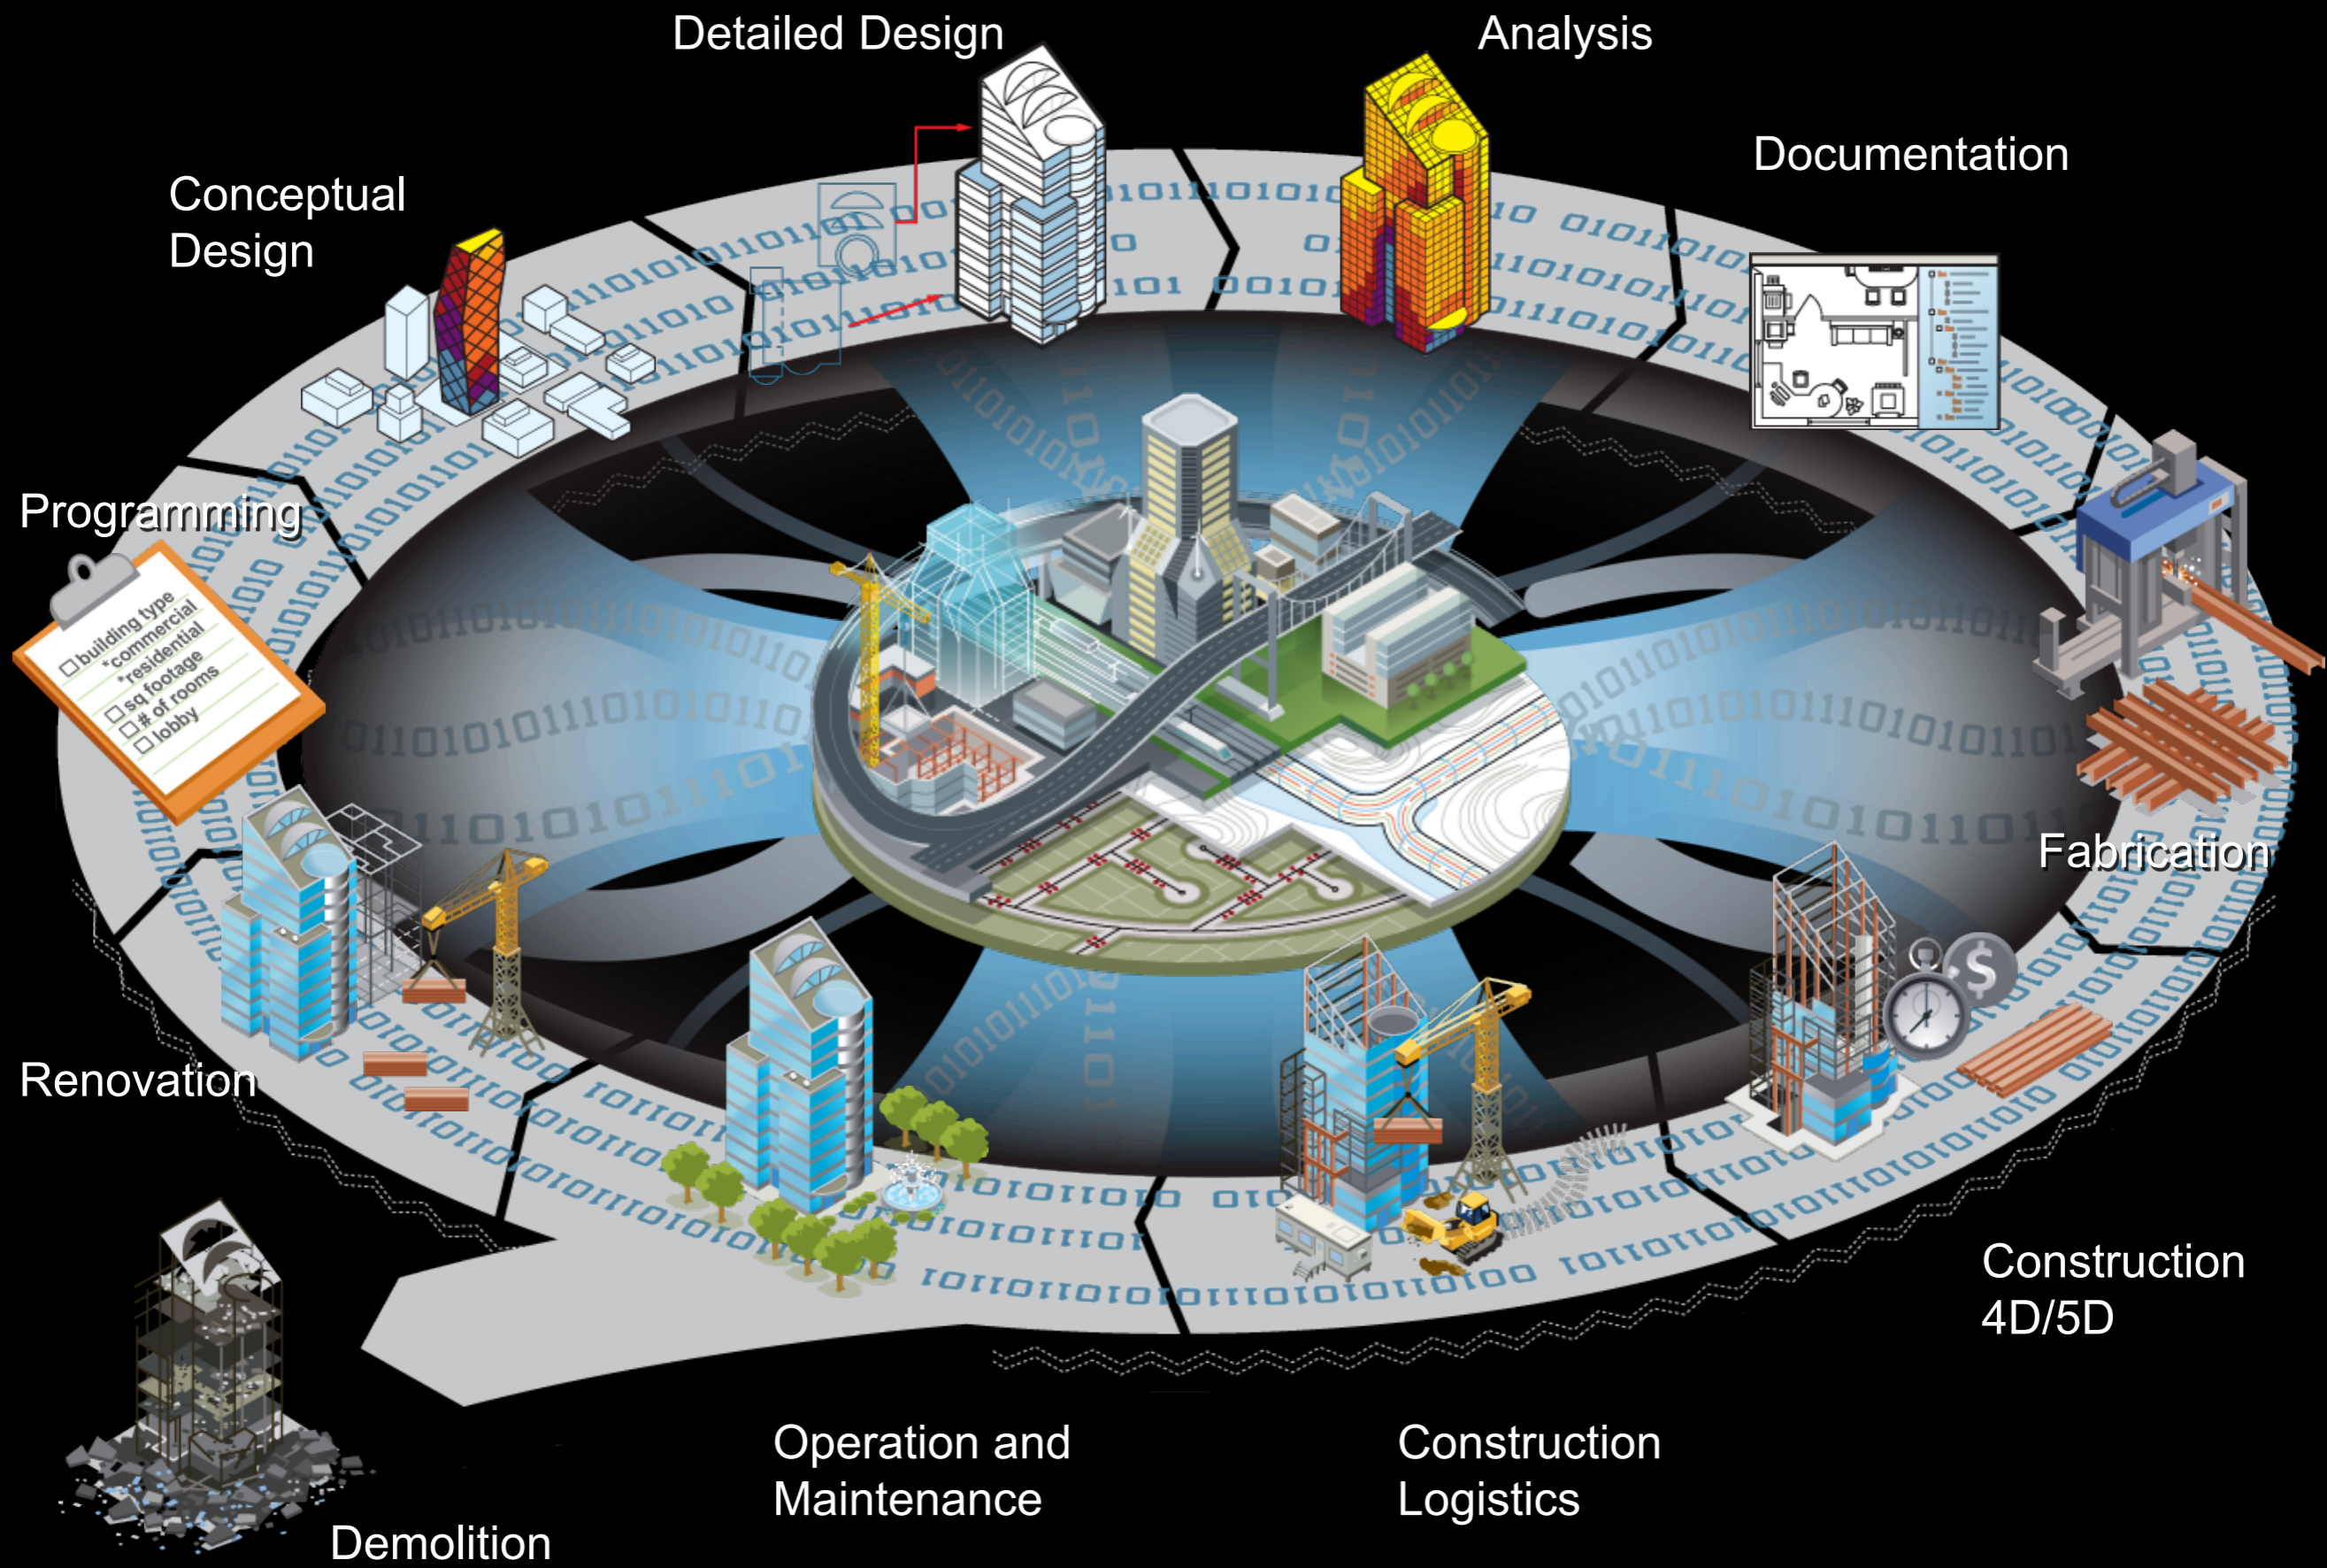 Detailed Design
Analysis
Documentation
Conceptual
Design
Programming
building type
*commercial
*residential
sq footage
# of rooms
lobby
Fabrication
$
Renovation
Construction
4D/5D
Operation and
Maintenance
Construction
Logistics
Demolition